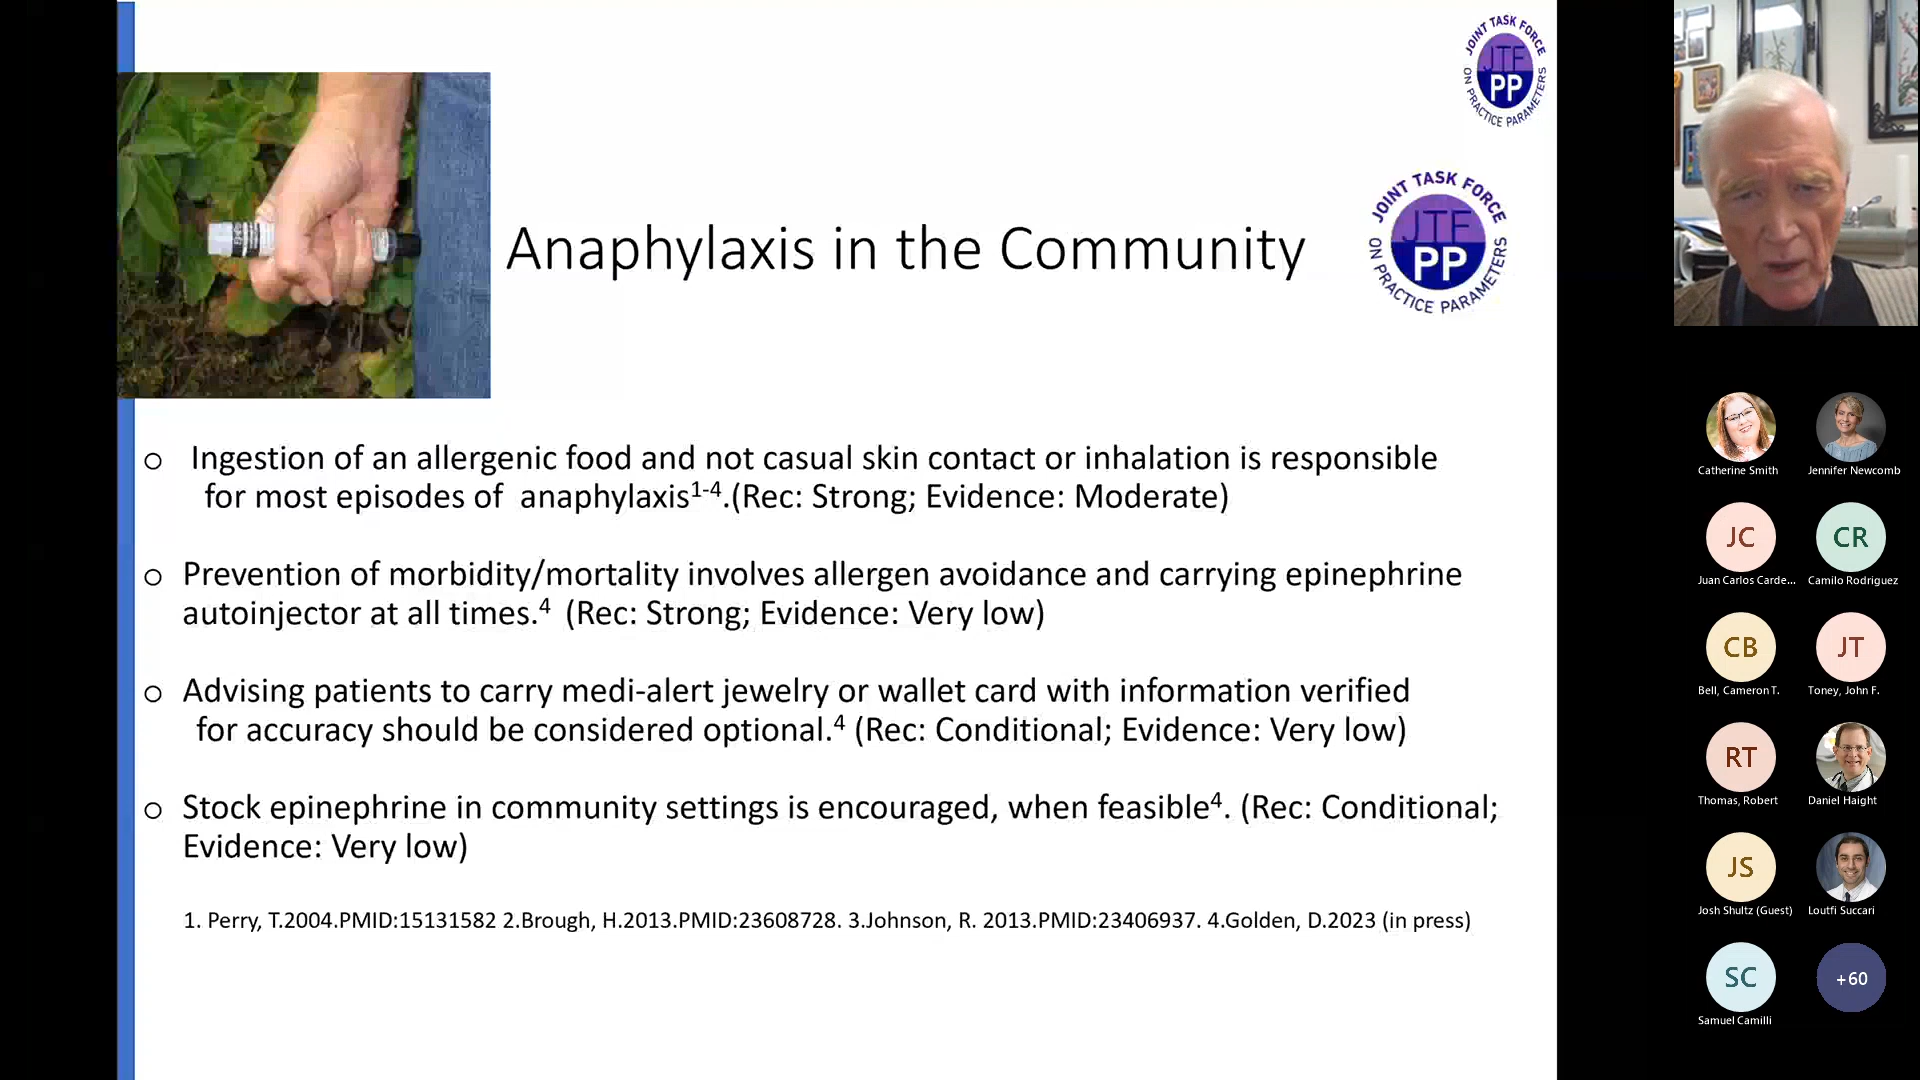 JOINT TASK FORCE
JTF
PP
ON PRACTICE PARAMETERS
JOINT TASK FORCE
JTF
PP
ON PRACTICE PARAMETERS
Anaphylaxis in the Community
o Ingestion of an allergenic food and not casual skin contact or inhalation is responsible
for most episodes of anaphylaxis1-4.(Rec: Strong; Evidence: Moderate)
o Prevention of morbidity/mortality involves allergen avoidance and carrying epinephrine
autoinjector at all times.4 (Rec: Strong; Evidence: Very low)
o Advising patients to carry medi-alert jewelry or wallet card with information verified
for accuracy should be considered optional.4 (Rec: Conditional; Evidence: Very low)
o Stock epinephrine in community settings is encouraged, when feasible4. (Rec: Conditional;
Evidence: Very low)
1. Perry, T.2004.PMID:15131582 2.Brough, H.2013.PMID:23608728. 3.Johnson, R. 2013.PMID:23406937. 4.Golden, D.2023 (in press)
Catherine Smith
Jennifer Newcomb
JC
CR
Juan Carlos Carde...
Camilo Rodriguez
CB
JT
Bell, Cameron T.
Toney, John F.
RT
Thomas, Robert
Daniel Haight
JS
Josh Shultz (Guest)
Loutfi Succari
SC
+60
Samuel Camilli